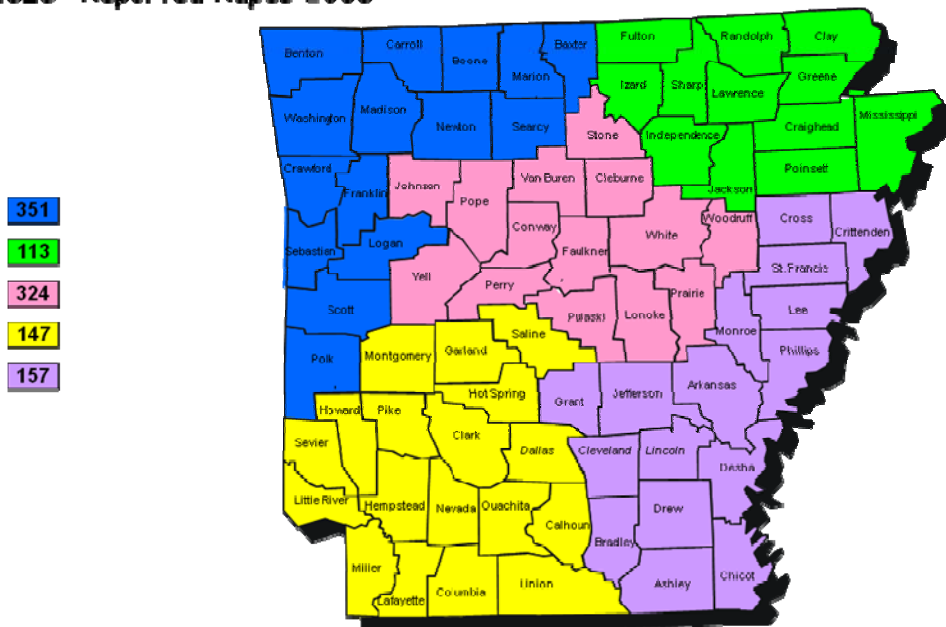 Benton
Carroll
Boone
Marion
Baxter
Fulton
Randolph
Clay
Izard
Sharp
Lawrence
Greene
Washington
Madison
Newton
Searcy
Stone
Independence
Craighead
Mississippi
Crawford
Franklin
Johnson
Pope
Van Buren
Cleburne
Jackson
Poinsett
351
Sebastian
Logan
Conway
Faulkner
White
Woodruff
Cross
Crittenden
113
Yell
Perry
St. Francis
324
Scott
Pulaski
Lonoke
Prairie
Monroe
Lee
147
Polk
Montgomery
Garland
Saline
Phillips
157
Hot Spring
Grant
Jefferson
Arkansas
Howard
Pike
Sevier
Clark
Dallas
Cleveland
Lincoln
Desha
Little River
Hempstead
Nevada
Ouachita
Calhoun
Drew
Bradley
Miller
Lafayette
Columbia
Union
Ashley
Chicot